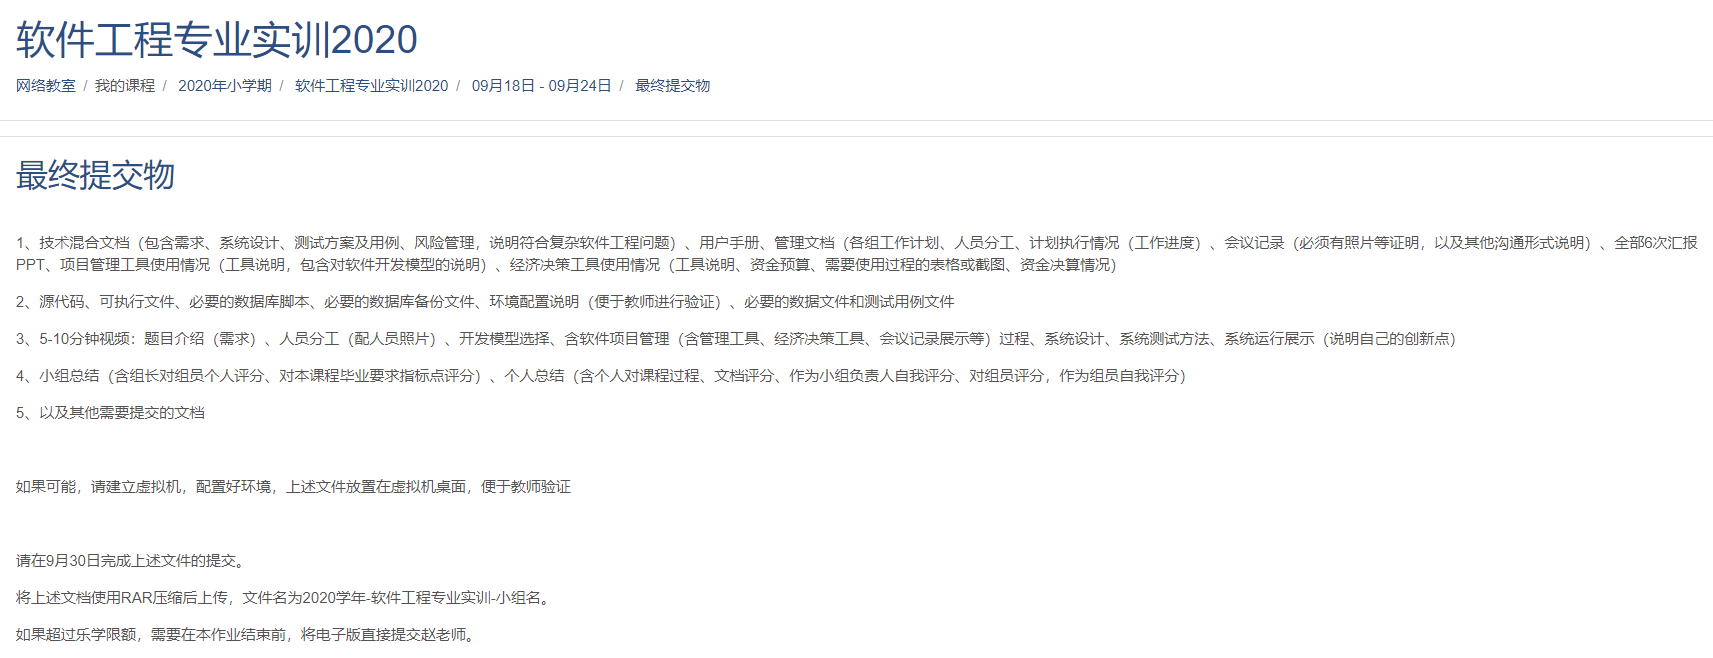 软件工程专业实训2020
网络教室 / 我的课程 / 2020年小学期 / 软件工程专业实训2020 / 09月18日 - 09月24日 / 最终提交物
最终提交物
1、技术混合文档（包含需求、系统设计、测试方案及用例、风险管理，说明符合复杂软件工程问题）、用户手册、管理文档（各组工作计划、人员分工、计划执行情况（工作进度）、会议记录（必须有照片等证明，以及其他沟通形式说明）、全部6次汇报
PPT、项目管理工具使用情况（工具说明，包含对软件开发模型的说明）、经济决策工具使用情况（工具说明、资金预算、需要使用过程的表格或截图、资金决算情况）
2、源代码、可执行文件、必要的数据库脚本、必要的数据库备份文件、环境配置说明（便于教师进行验证）、必要的数据文件和测试用例文件
3、5-10分钟视频：题目介绍（需求）、人员分工（配人员照片）、开发模型选择、含软件项目管理（含管理工具、经济决策工具、会议记录展示等）过程、系统设计、系统测试方法、系统运行展示（说明自己的创新点）
4、小组总结（含组长对组员个人评分、对本课程毕业要求指标点评分）、个人总结（含个人对课程过程、文档评分、作为小组负责人自我评分、对组员评分，作为组员自我评分）
5、以及其他需要提交的文档
如果可能，请建立虚拟机，配置好环境，上述文件放置在虚拟机桌面，便于教师验证
请在9月30日完成上述文件的提交。
将上述文档使用RAR压缩后上传，文件名为2020学年-软件工程专业实训-小组名。
如果超过乐学限额，需要在本作业结束前，将电子版直接提交赵老师。